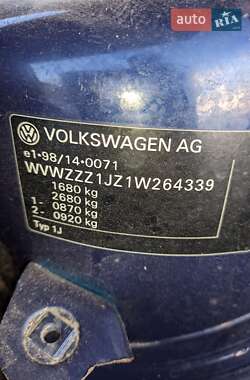 auto RIA
VOLKSWAGEN AG
e1*98/14*0071
WVWZZZ1JZ1W264339
1680 kg
2680 kg
1- 0870 kg
2- 0920 kg
Typ 1J